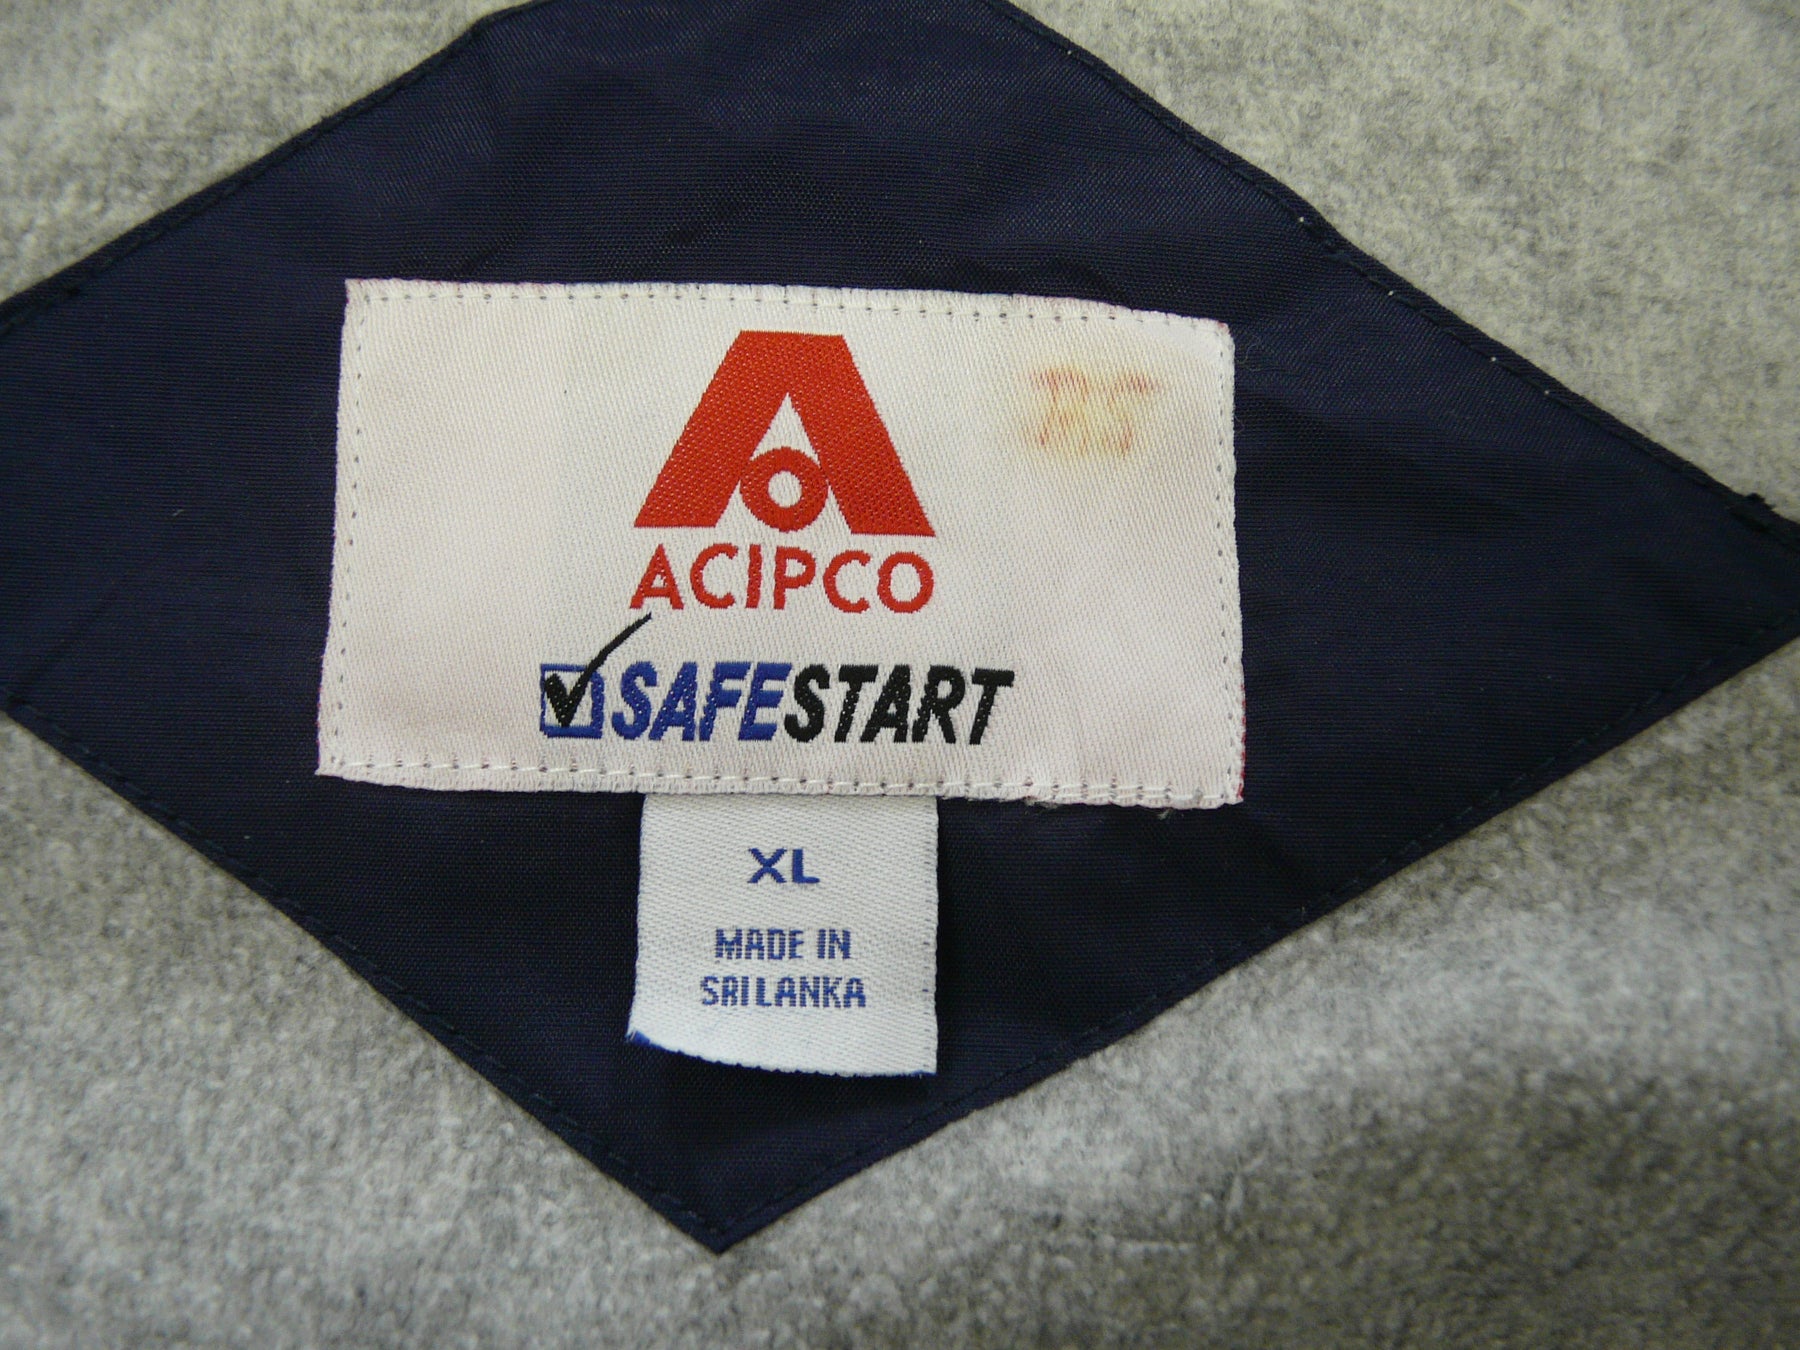 ACIPCO
SAFESTART
XL
MADE IN
SRI LANKA